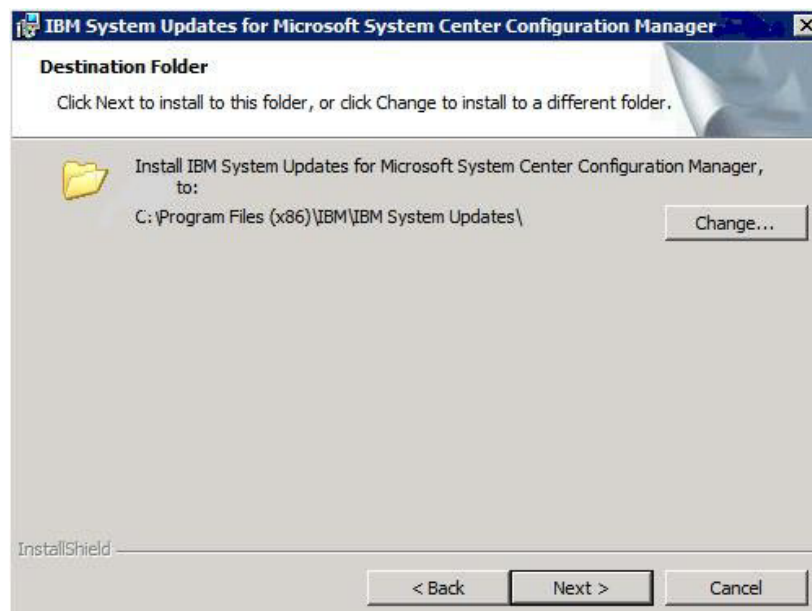 IBM System Updates for Microsoft System Center Configuration Manager
Destination Folder
Click Next to install to this folder, or click Change to install to a different folder.
Install IBM System Updates for Microsoft System Center Configuration Manager,
to:
C:\Program Files (x86)\IBM\IBM System Updates\
Change...
InstallShield
< Back
Next >
Cancel